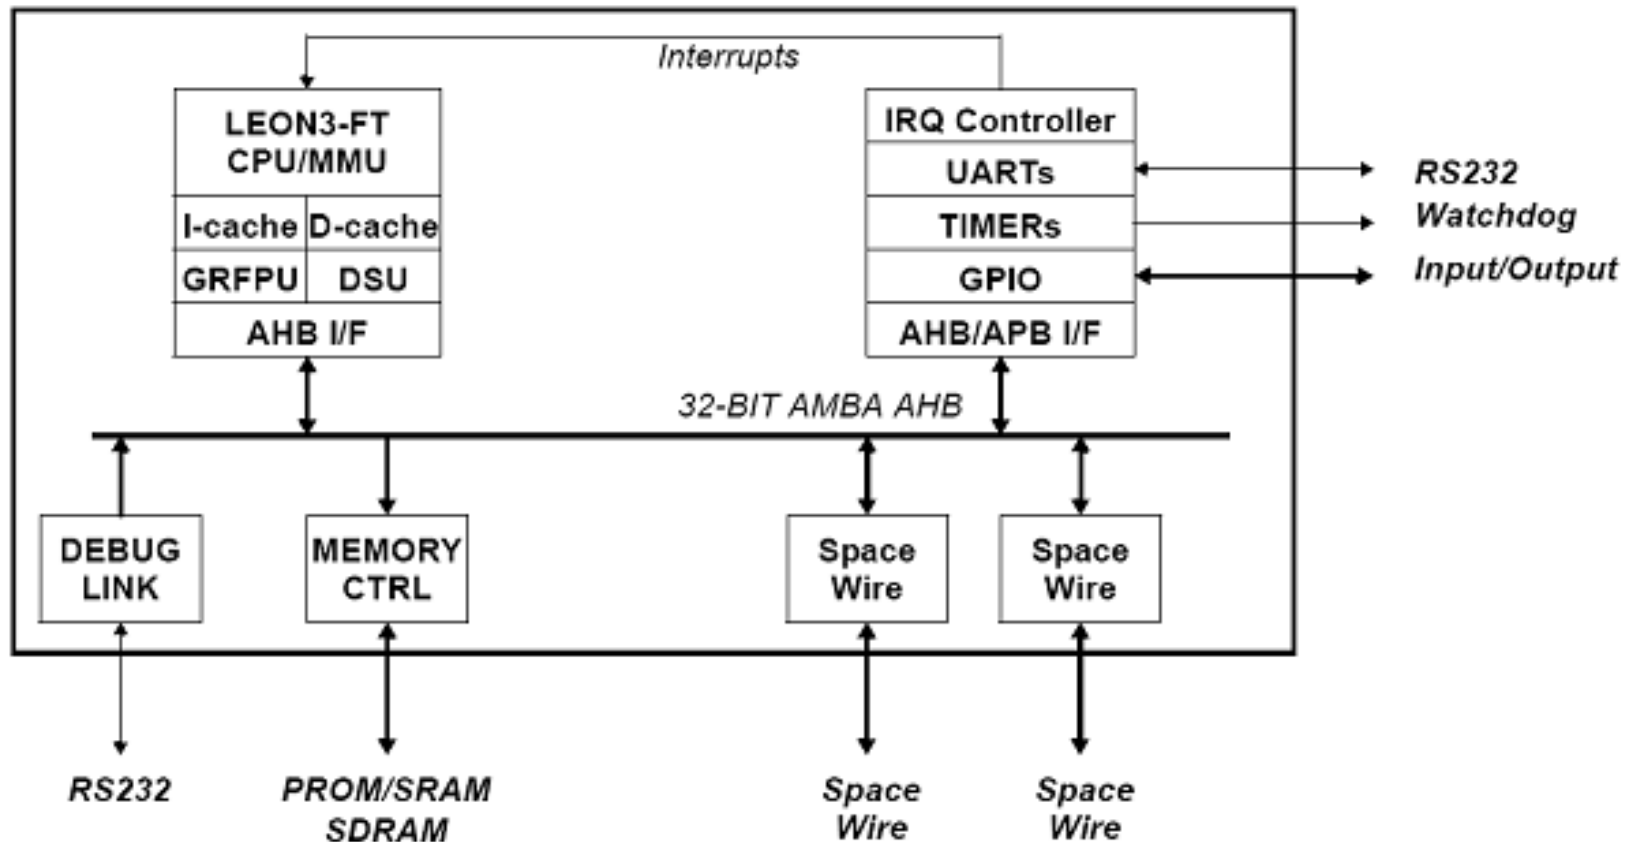 Interrupts
LEON3-FT
CPU/MMU
I-cache D-cache
GRFPU DSU
AHB I/F
IRQ Controller
UARTs
TIMERs
GPIO
AHB/APB I/F
RS232
Watchdog
Input/Output
32-BIT AMBA AHB
DEBUG
LINK
MEMORY
CTRL
Space
Wire
Space
Wire
RS232
PROM/SRAM
SDRAM
Space
Wire
Space
Wire